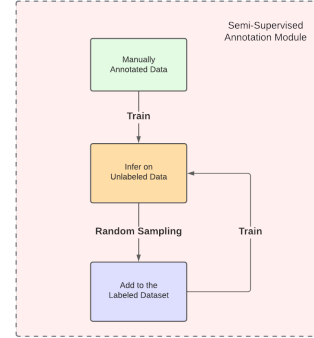 Semi-Supervised
Annotation Module
Manually
Annotated Data
Train
Infer on
Unlabeled Data
Random Sampling
Train
Add to the
Labeled Dataset